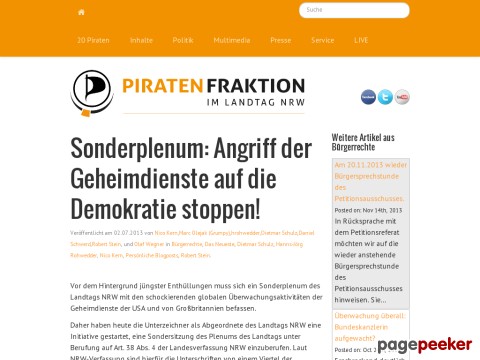 Suche
20 Piraten Inhalte Politik Multimedia Presse Service LIVE
PIRATENFRAKTION
IM LANDTAG NRW
Sonderplenum: Angriff der
Geheimdienste auf die
Demokratie stoppen!
Veröffentlicht am 02.07.2013 von Nico Kern, Marc Olejak (Grumpy), Dietmar Schulz, Daniel
Schwerd, Robert Stein, und Olaf Wegner in Bürgerrechte, Das Neueste, Dietmar Schulz, Hanns-Jörg
Rohwedder, Nico Kern, Persönliche Blogposts, Robert Stein.
Vor dem Hintergrund jüngster Enthüllungen muss sich ein Sonderplenum des
Landtags NRW mit den schockierenden globalen Überwachungsaktivitäten der
Geheimdienste der USA und von Großbritannien befassen.
Daher haben heute die Unterzeichner als Abgeordnete des Landtags NRW eine
Initiative gestartet, eine Sondersitzung des Plenums des Landtags unter
Berufung auf Art. 38 Abs. 4 der Landesverfassung NRW einzuberufen. Laut
NRW-Verfassung sind hierfür die Unterschriften von einem Viertel der
Weitere Artikel aus
Bürgerrechte
Am 20.11.2013 wieder
Bürgersprechstunde
des
Petitionsausschusses.
Posted on: Nov 14th, 2013
In Rücksprache mit
dem Petitionsreferat
möchten wir auf die
wieder anstehende
Bürgersprechstunde
des
Petitionsausschusses
hinweisen. Sie...
Überwachung überall:
Bundeskanzlerin
aufgewacht?
Posted on: Oct 2
pagepeeker